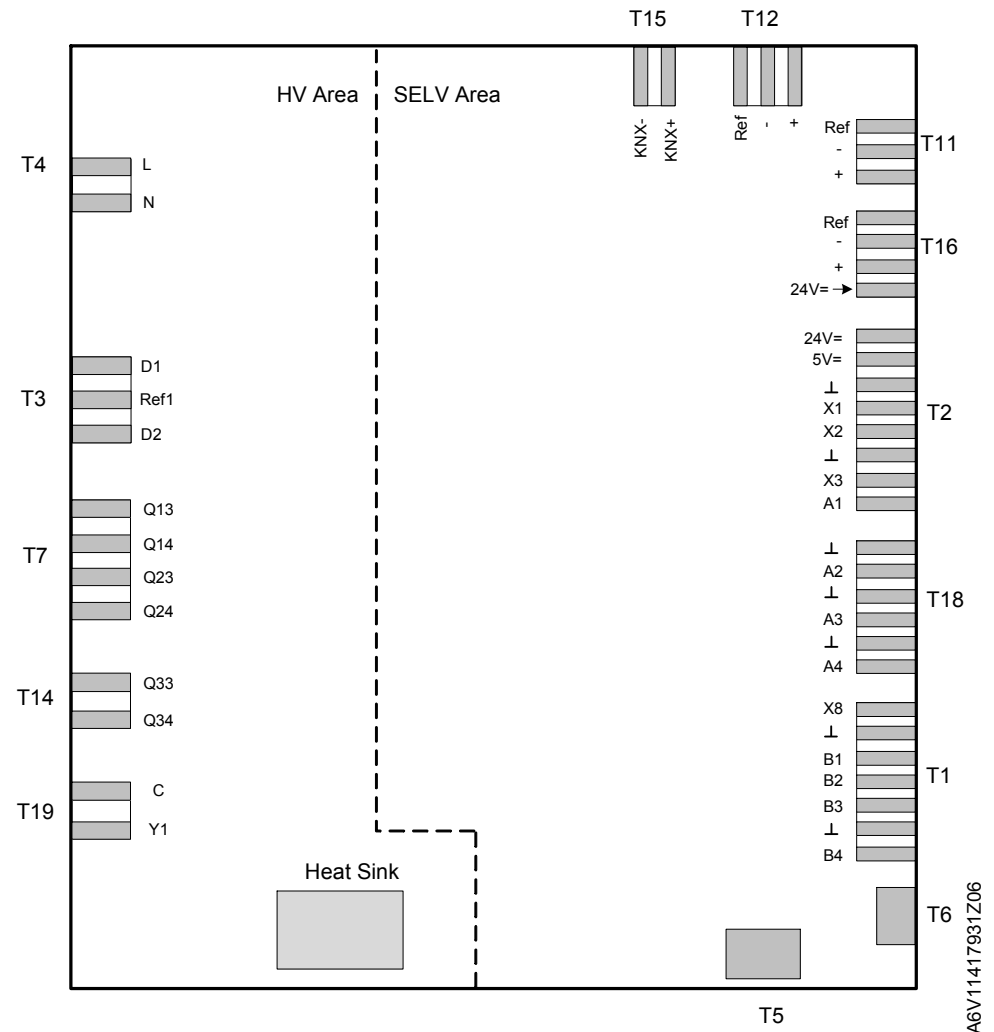 T15
T12
HV Area
SELV Area
KNX-
KNX+
Ref
-
+
T4
L
N
Ref
-
+
T11
Ref
-
+
24V=
T16
T3
D1
Ref1
D2
24V=
5V=
⊥
X1
X2
⊥
X3
A1
T2
T7
Q13
Q14
Q23
Q24
⊥
A2
⊥
A3
⊥
A4
T18
T14
Q33
Q34
X8
⊥
B1
B2
B3
⊥
B4
T1
T19
C
Y1
Heat Sink
T6
T5
A6V11417931Z06